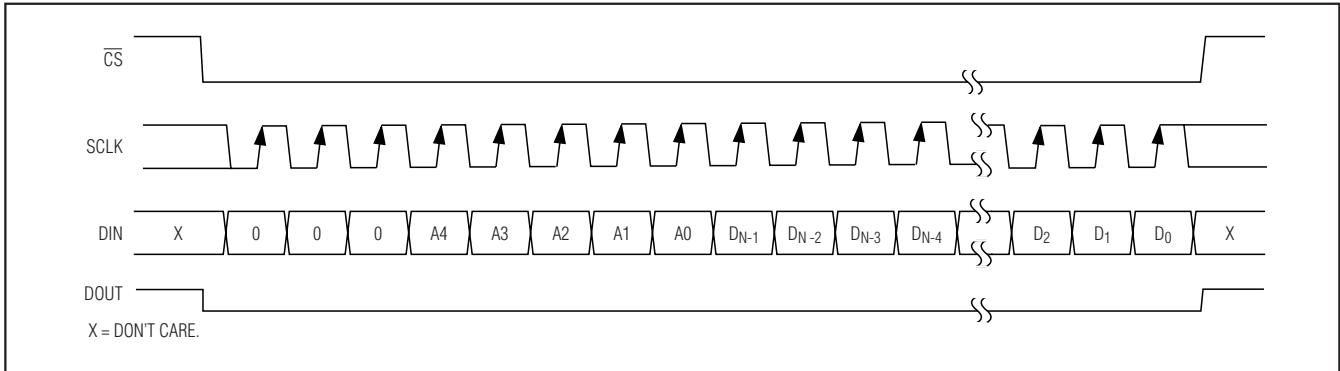 C̅S̅
SCLK
DIN X 0 0 0 A4 A3 A2 A1 A0 DN-1 DN-2 DN-3 DN-4 D2 D1 D0 X
DOUT
X = DON'T CARE.